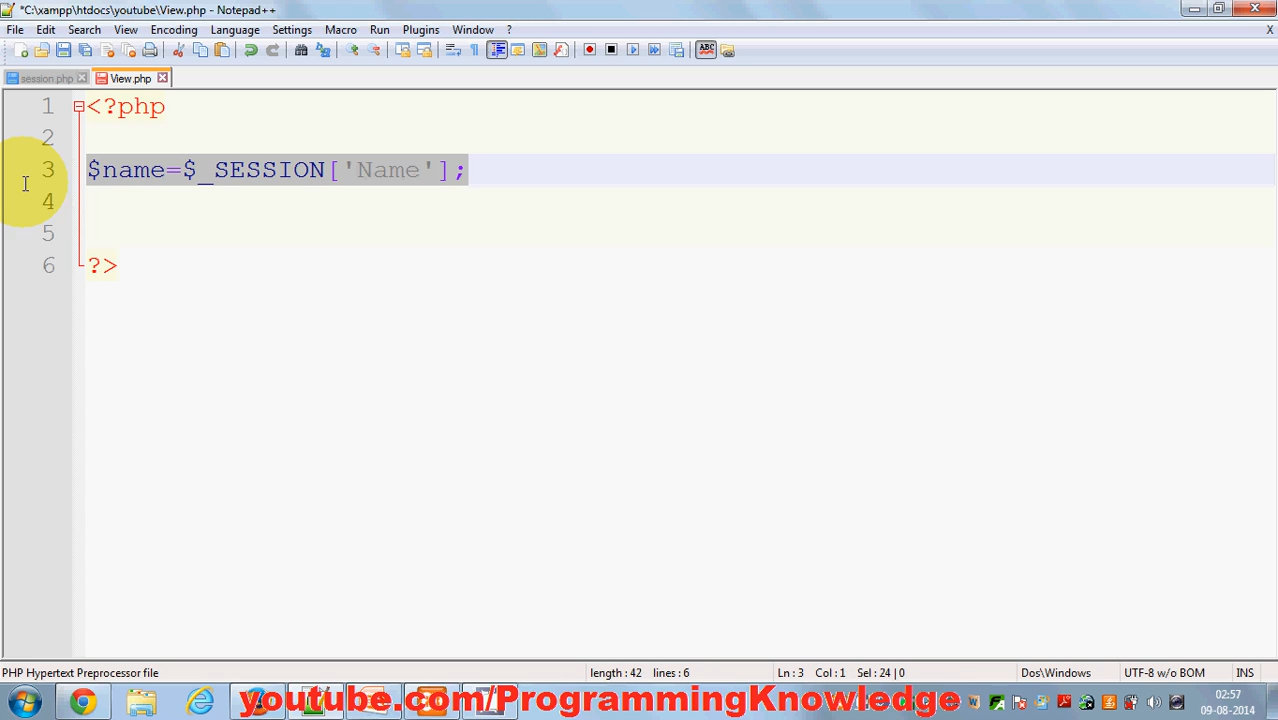 *C:\xampp\htdocs\youtube\View.php - Notepad++
File Edit Search View Encoding Language Settings Macro Run Plugins Window ? X
ABC
session.php View.php
1 <?php
2
3 $name=$_SESSION['Name'];
4
5
6 ?>
PHP Hypertext Preprocessor file length : 42 lines : 6 Ln : 3 Col : 1 Sel : 24 | 0 Dos\Windows UTF-8 w/o BOM INS
youtube.com/ProgrammingKnowledge
02:57
09-08-2014